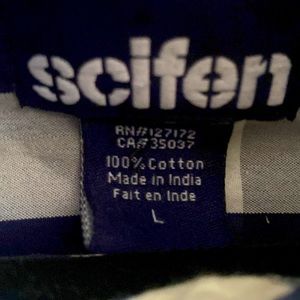 scifen
RN#127172
CA#35037
100% Cotton
Made in India
Fait en Inde
L